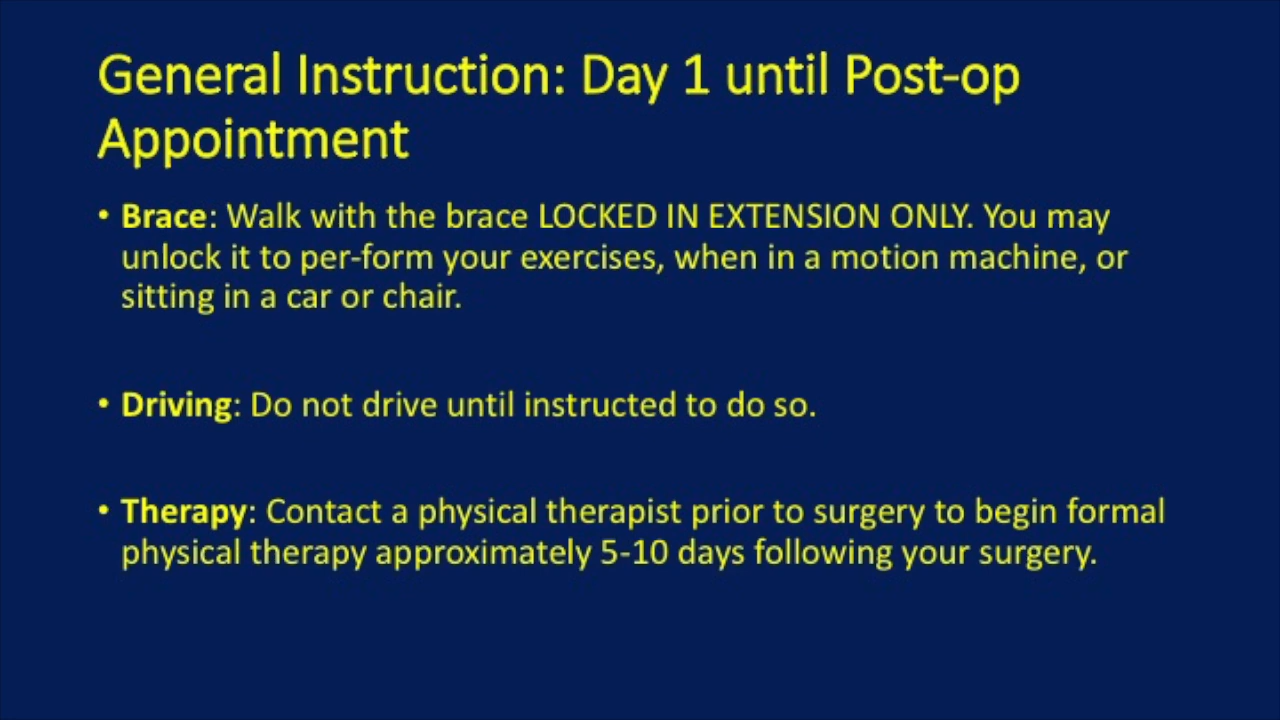 General Instruction: Day 1 until Post-op
Appointment
• Brace: Walk with the brace LOCKED IN EXTENSION ONLY. You may
unlock it to per-form your exercises, when in a motion machine, or
sitting in a car or chair.
• Driving: Do not drive until instructed to do so.
• Therapy: Contact a physical therapist prior to surgery to begin formal
physical therapy approximately 5-10 days following your surgery.